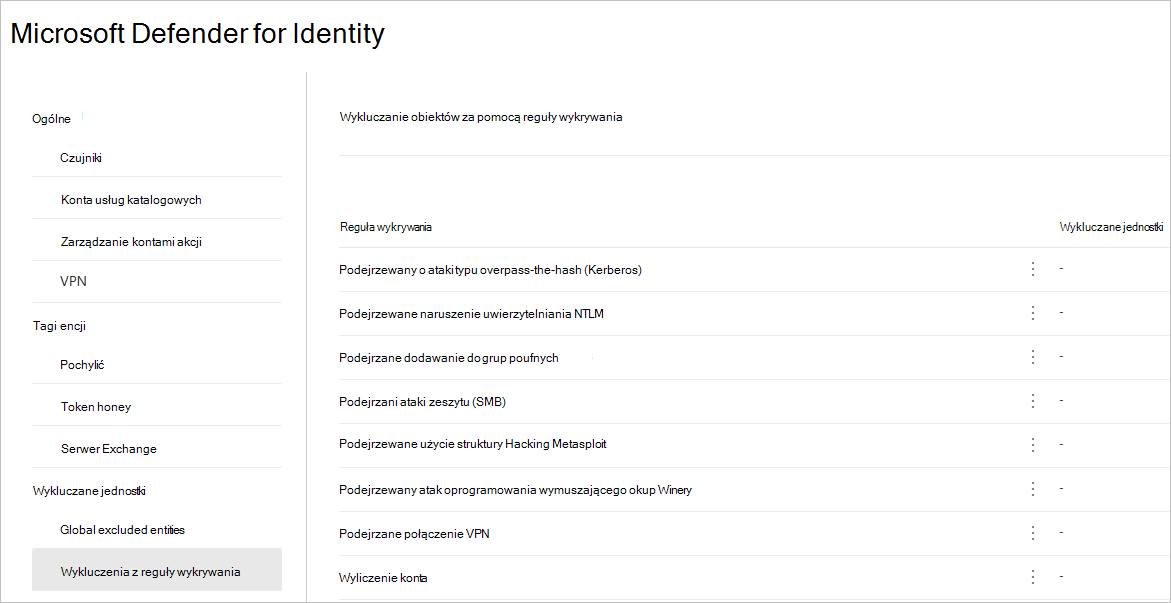 Microsoft Defender for Identity
Ogólne
Czujniki
Konta usług katalogowych
Zarządzanie kontami akcji
VPN
Tagi encji
Pochylić
Token honey
Serwer Exchange
Wykluczane jednostki
Global excluded entities
Wykluczenia z reguły wykrywania
Wykluczanie obiektów za pomocą reguły wykrywania
Reguła wykrywania Wykluczane jednostki
Podejrzewany o ataki typu overpass-the-hash (Kerberos) -
Podejrzewane naruszenie uwierzytelniania NTLM -
Podejrzane dodawanie do grup poufnych -
Podejrzani ataki zeszytu (SMB) -
Podejrzewane użycie struktury Hacking Metasploit -
Podejrzewany atak oprogramowania wymuszającego okup Winery -
Podejrzane połączenie VPN -
Wyliczenie konta -